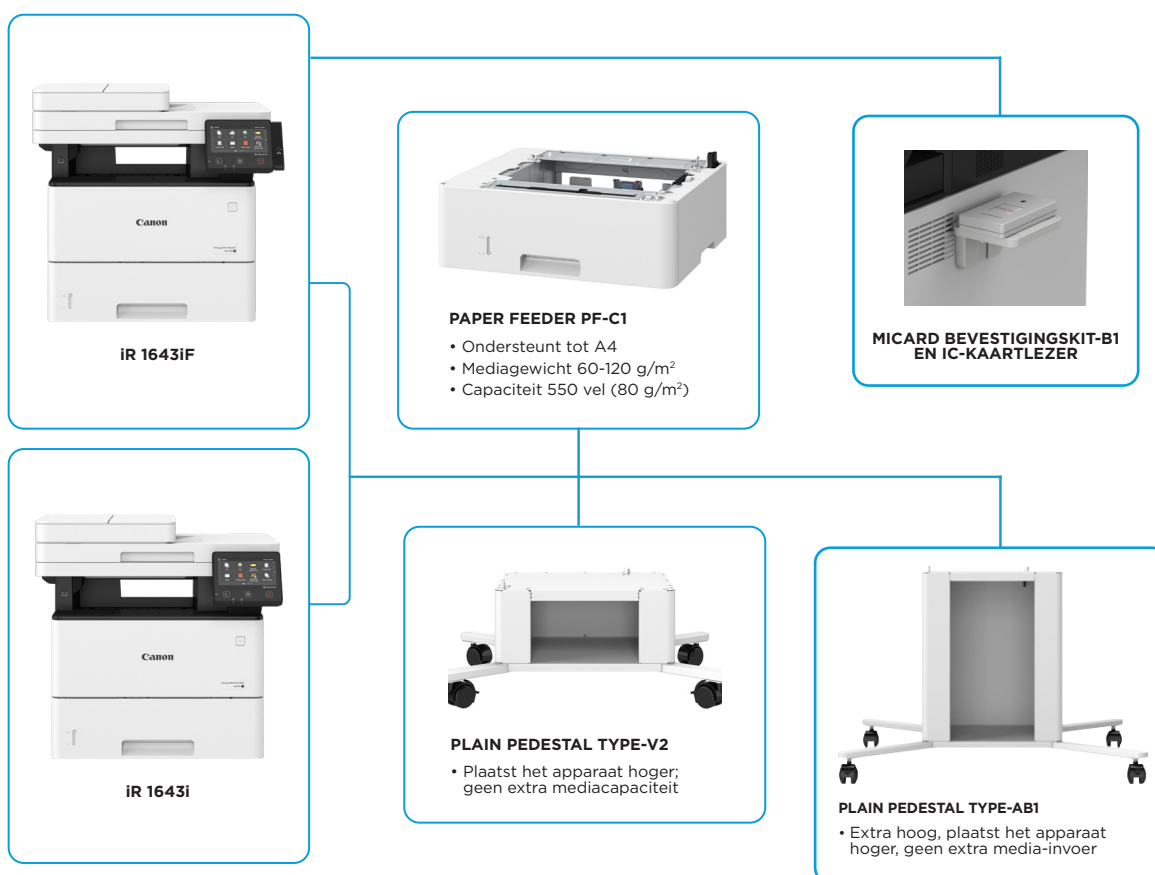 Canon
iR 1643iF
PAPER FEEDER PF-C1
• Ondersteunt tot A4
• Mediagewicht 60-120 g/m²
• Capaciteit 550 vel (80 g/m²)
MICARD BEVESTIGINGSKIT-B1
EN IC-KAARTLEZER
Canon
iR 1643i
PLAIN PEDESTAL TYPE-V2
• Plaatst het apparaat hoger;
geen extra mediacapaciteit
PLAIN PEDESTAL TYPE-AB1
• Extra hoog, plaatst het apparaat
hoger, geen extra media-invoer